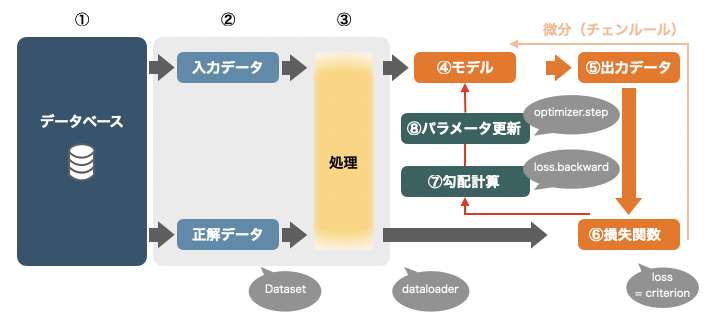 ①
②
③
微分（チェンルール）
データベース
入力データ
正解データ
処理
④モデル
⑤出力データ
optimizer.step
⑧パラメータ更新
loss.backward
⑦勾配計算
⑥損失関数
Dataset
dataloader
loss
= criterion